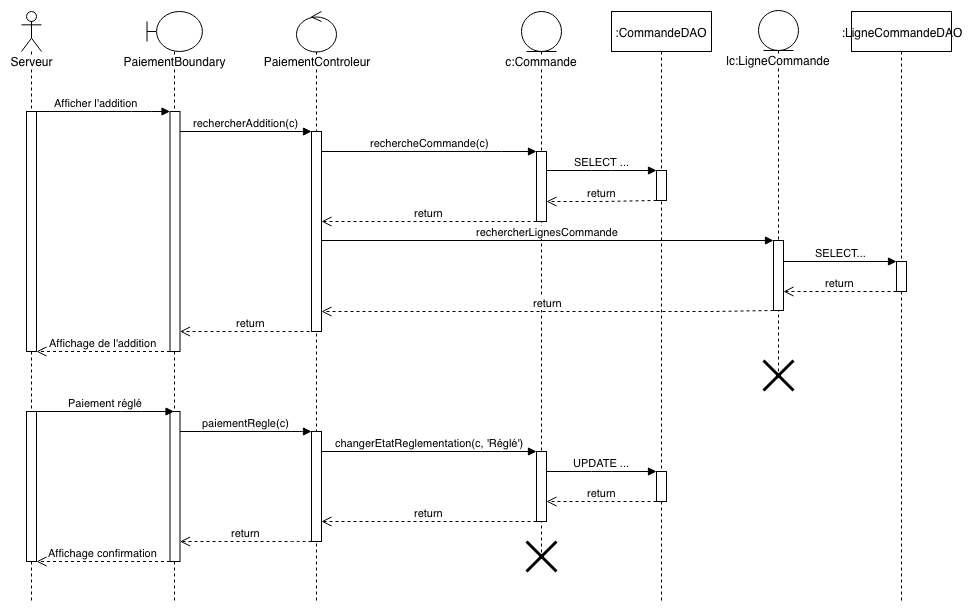 Serveur
PaiementBoundary
PaiementControleur
c:Commande
:CommandeDAO
lc:LigneCommande
:LigneCommandeDAO
Afficher l'addition
rechercherAddition(c)
rechercheCommande(c)
SELECT ...
return
return
rechercherLignesCommande
SELECT...
return
return
return
Affichage de l'addition
Paiement réglé
paiementRegle(c)
changerEtatReglementation(c, 'Réglé')
UPDATE ...
return
return
return
Affichage confirmation